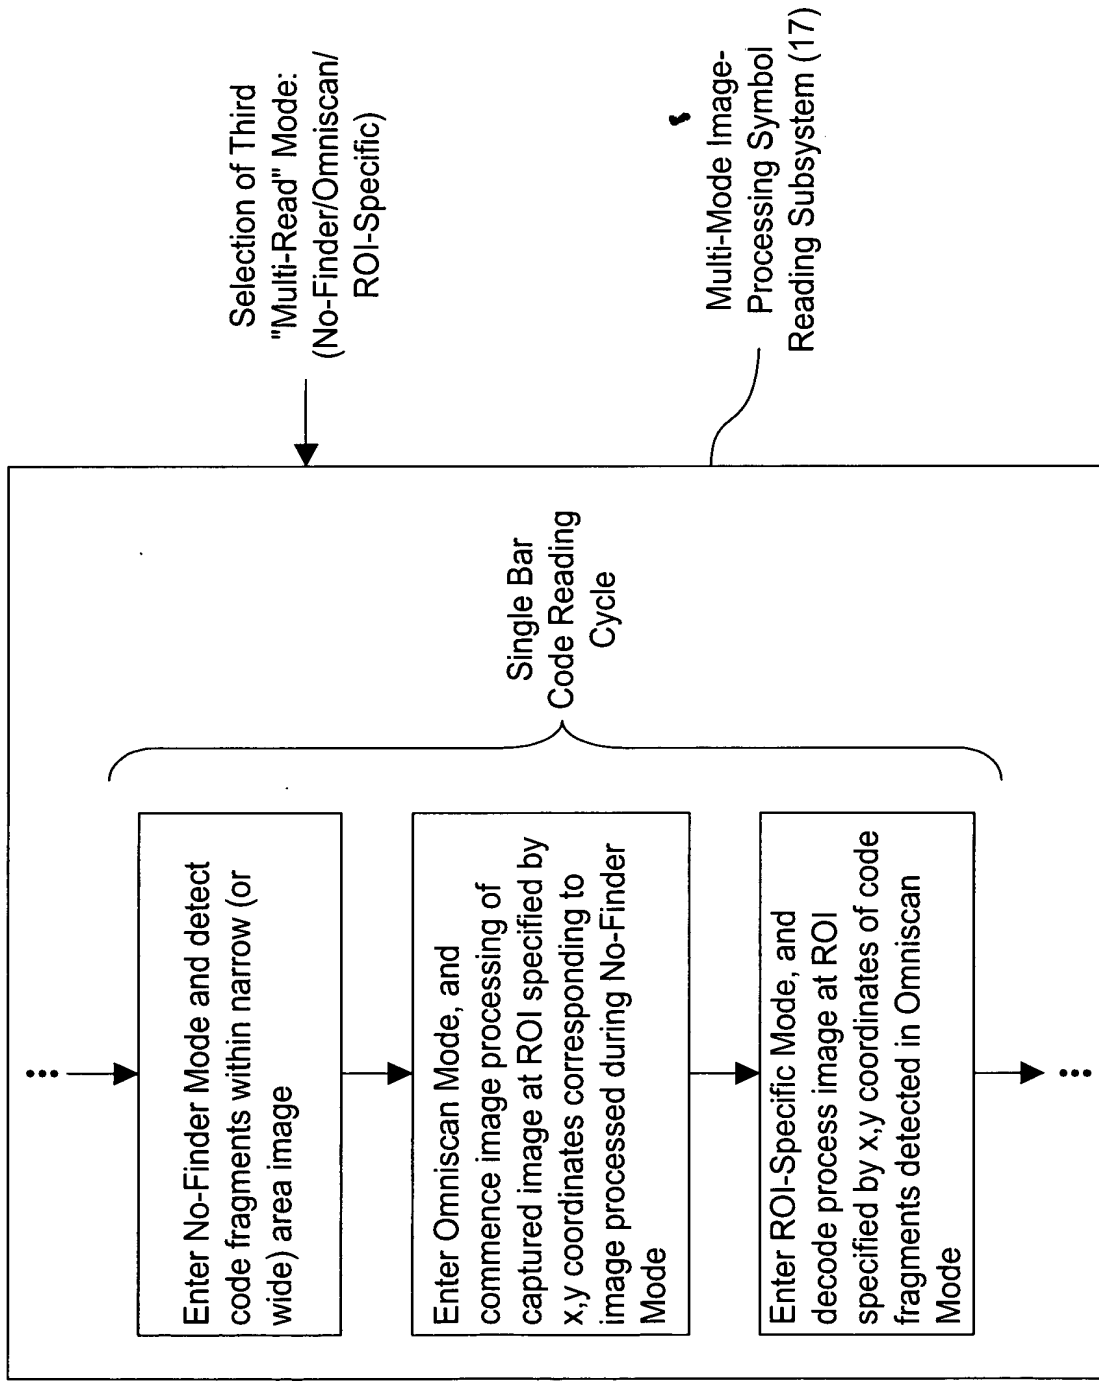 Enter No-Finder Mode and detect
code fragments within narrow (or
wide) area image
Enter Omniscan Mode, and
commence image processing of
captured image at ROI specified by
x,y coordinates corresponding to
image processed during No-Finder
Mode
Enter ROI-Specific Mode, and
decode process image at ROI
specified by x,y coordinates of code
fragments detected in Omniscan
Mode
Single Bar
Code Reading
Cycle
Selection of Third
"Multi-Read" Mode:
(No-Finder/Omniscan/
ROI-Specific)
Multi-Mode Image-
Processing Symbol
Reading Subsystem (17)